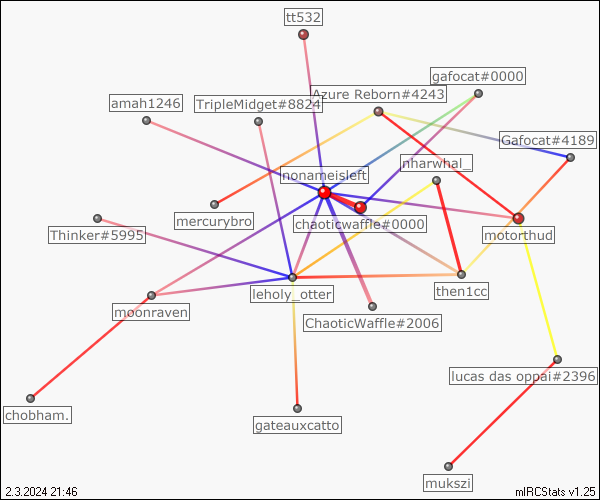 tt532
gafocat#0000
Azure Reborn#4243
amah1246
TripleMidget#8824
Gafocat#4189
nharwhal_
inonameisleft
mercurybro
chaoticwaffle#0000
Thinker#5995
motorthud
leholy_otter
then1cc
moonraven
ChaoticWaffle#2006
lucas das oppai#2396
chobham.
gateauxcatto
mukszi
2.3.2024 21:46
mIRCStats v1.25